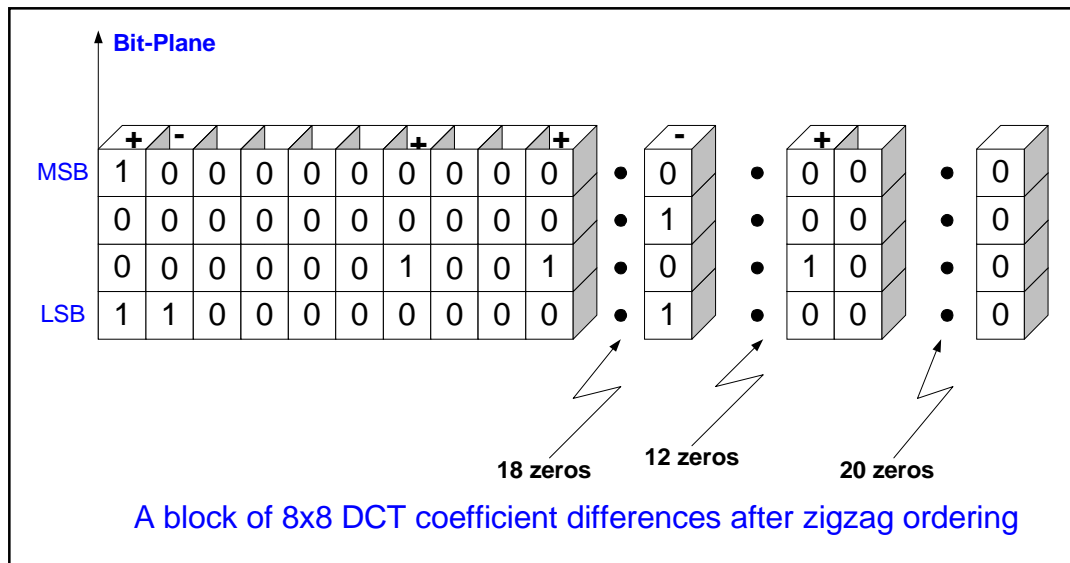 Bit-Plane
+ - + + - +
MSB 1 0 0 0 0 0 0 0 0 0 • 0 • 0 0 • 0
0 0 0 0 0 0 0 0 0 0 • 1 • 0 0 • 0
0 0 0 0 0 0 1 0 0 1 • 0 • 1 0 • 0
LSB 1 1 0 0 0 0 0 0 0 0 • 1 • 0 0 • 0
18 zeros 12 zeros 20 zeros
A block of 8x8 DCT coefficient differences after zigzag ordering